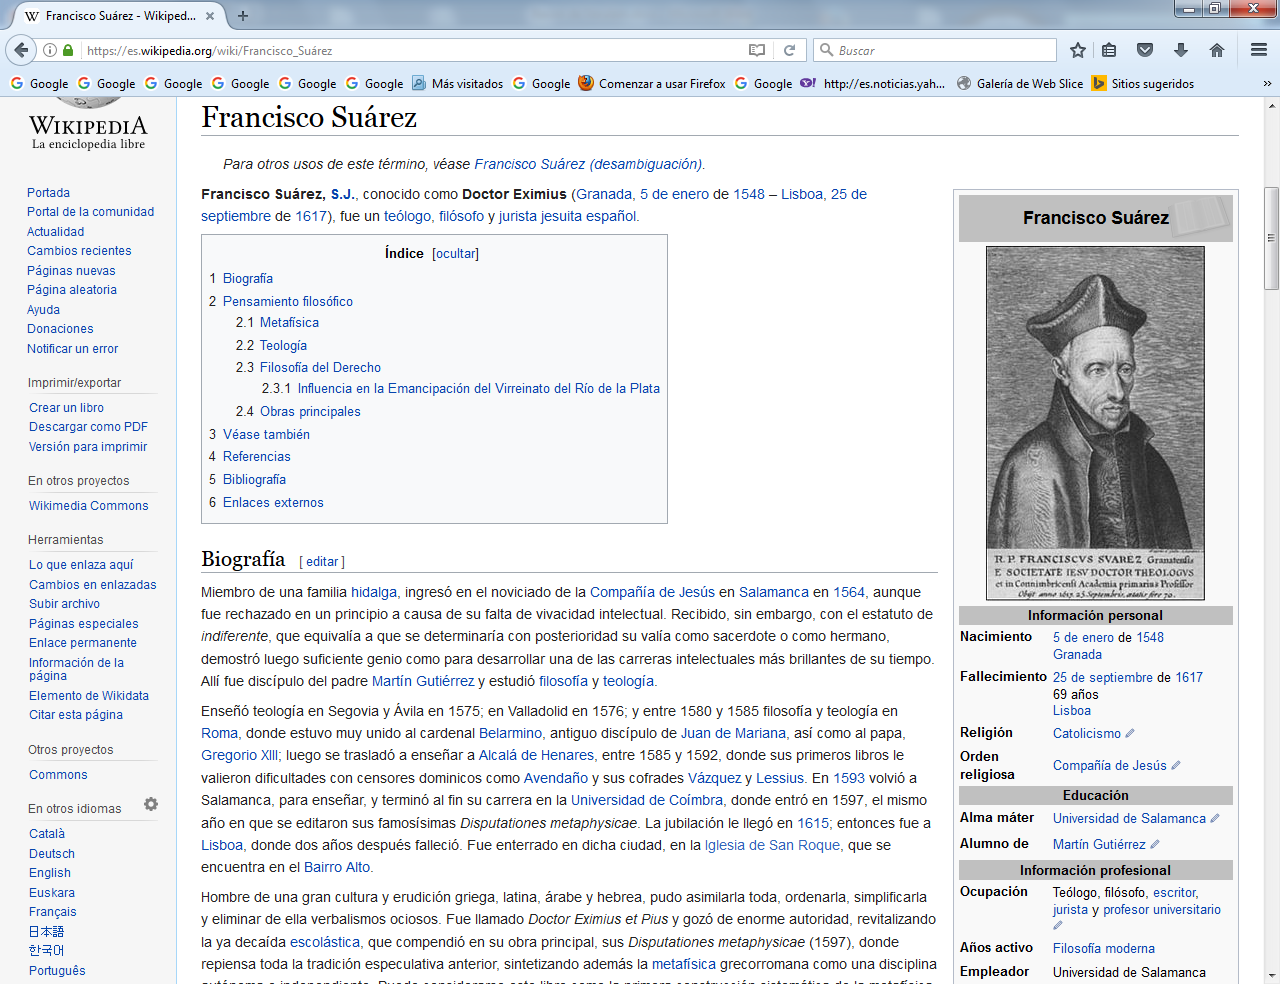 Francisco Suárez - Wikiped...
https://es.wikipedia.org/wiki/Francisco_Suárez
Buscar
Google
Google
Google
Google
Google
Google
Más visitados
Google
Comenzar a usar Firefox
Google
http://es.noticias.yah...
Galería de Web Slice
Sitios sugeridos
WIKIPEDIA
La enciclopedia libre
Portada
Portal de la comunidad
Actualidad
Cambios recientes
Páginas nuevas
Página aleatoria
Ayuda
Donaciones
Notificar un error
Imprimir/exportar
Crear un libro
Descargar como PDF
Versión para imprimir
En otros proyectos
Wikimedia Commons
Herramientas
Lo que enlaza aquí
Cambios en enlazadas
Subir archivo
Páginas especiales
Enlace permanente
Información de la
página
Elemento de Wikidata
Citar esta página
Otros proyectos
Commons
En otros idiomas
Català
Deutsch
English
Euskara
Français
日本語
한국어
Português
Francisco Suárez
Para otros usos de este término, véase Francisco Suárez (desambiguación).
Francisco Suárez, S.J., conocido como Doctor Eximius (Granada, 5 de enero de 1548 – Lisboa, 25 de
septiembre de 1617), fue un teólogo, filósofo y jurista jesuita español.
Índice [ocultar]
1 Biografía
2 Pensamiento filosófico
2.1 Metafísica
2.2 Teología
2.3 Filosofía del Derecho
2.3.1 Influencia en la Emancipación del Virreinato del Río de la Plata
2.4 Obras principales
3 Véase también
4 Referencias
5 Bibliografía
6 Enlaces externos
Biografía [ editar ]
Miembro de una familia hidalga, ingresó en el noviciado de la Compañía de Jesús en Salamanca en 1564, aunque
fue rechazado en un principio a causa de su falta de vivacidad intelectual. Recibido, sin embargo, con el estatuto de
indiferente, que equivalía a que se determinaría con posterioridad su valía como sacerdote o como hermano,
demostró luego suficiente genio como para desarrollar una de las carreras intelectuales más brillantes de su tiempo.
Allí fue discípulo del padre Martín Gutiérrez y estudió filosofía y teología.
Enseñó teología en Segovia y Ávila en 1575; en Valladolid en 1576; y entre 1580 y 1585 filosofía y teología en
Roma, donde estuvo muy unido al cardenal Belarmino, antiguo discípulo de Juan de Mariana, así como al papa,
Gregorio XIII; luego se trasladó a enseñar a Alcalá de Henares, entre 1585 y 1592, donde sus primeros libros le
valieron dificultades con censores dominicos como Avendaño y sus cofrades Vázquez y Lessius. En 1593 volvió a
Salamanca, para enseñar, y terminó al fin su carrera en la Universidad de Coímbra, donde entró en 1597, el mismo
año en que se editaron sus famosísimas Disputationes metaphysicae. La jubilación le llegó en 1615; entonces fue a
Lisboa, donde dos años después falleció. Fue enterrado en dicha ciudad, en la Iglesia de San Roque, que se
encuentra en el Bairro Alto.
Hombre de una gran cultura y erudición griega, latina, árabe y hebrea, pudo asimilarla toda, ordenarla, simplificarla
y eliminar de ella verbalismos ociosos. Fue llamado Doctor Eximius et Pius y gozó de enorme autoridad, revitalizando
la ya decaída escolástica, que compendió en su obra principal, sus Disputationes metaphysicae (1597), donde
repiensa toda la tradición especulativa anterior, sintetizando además la metafísica grecorromana como una disciplina
Francisco Suárez
R. P. FRANCISCVS SVAREZ Granatensis
E SOCIETATE IESV DOCTOR THEOLOGVS
et in Connimbricensi Academia primarius Professor
Obijt anno 1617. 25. Septembris, ætatis suæ 70.
Información personal
Nacimiento 5 de enero de 1548
Granada
Fallecimiento 25 de septiembre de 1617
69 años
Lisboa
Religión Catolicismo
Orden
religiosa Compañía de Jesús
Educación
Alma máter Universidad de Salamanca
Alumno de Martín Gutiérrez
Información profesional
Ocupación Teólogo, filósofo, escritor,
jurista y profesor universitario
Años activo Filosofía moderna
Empleador Universidad de Salamanca